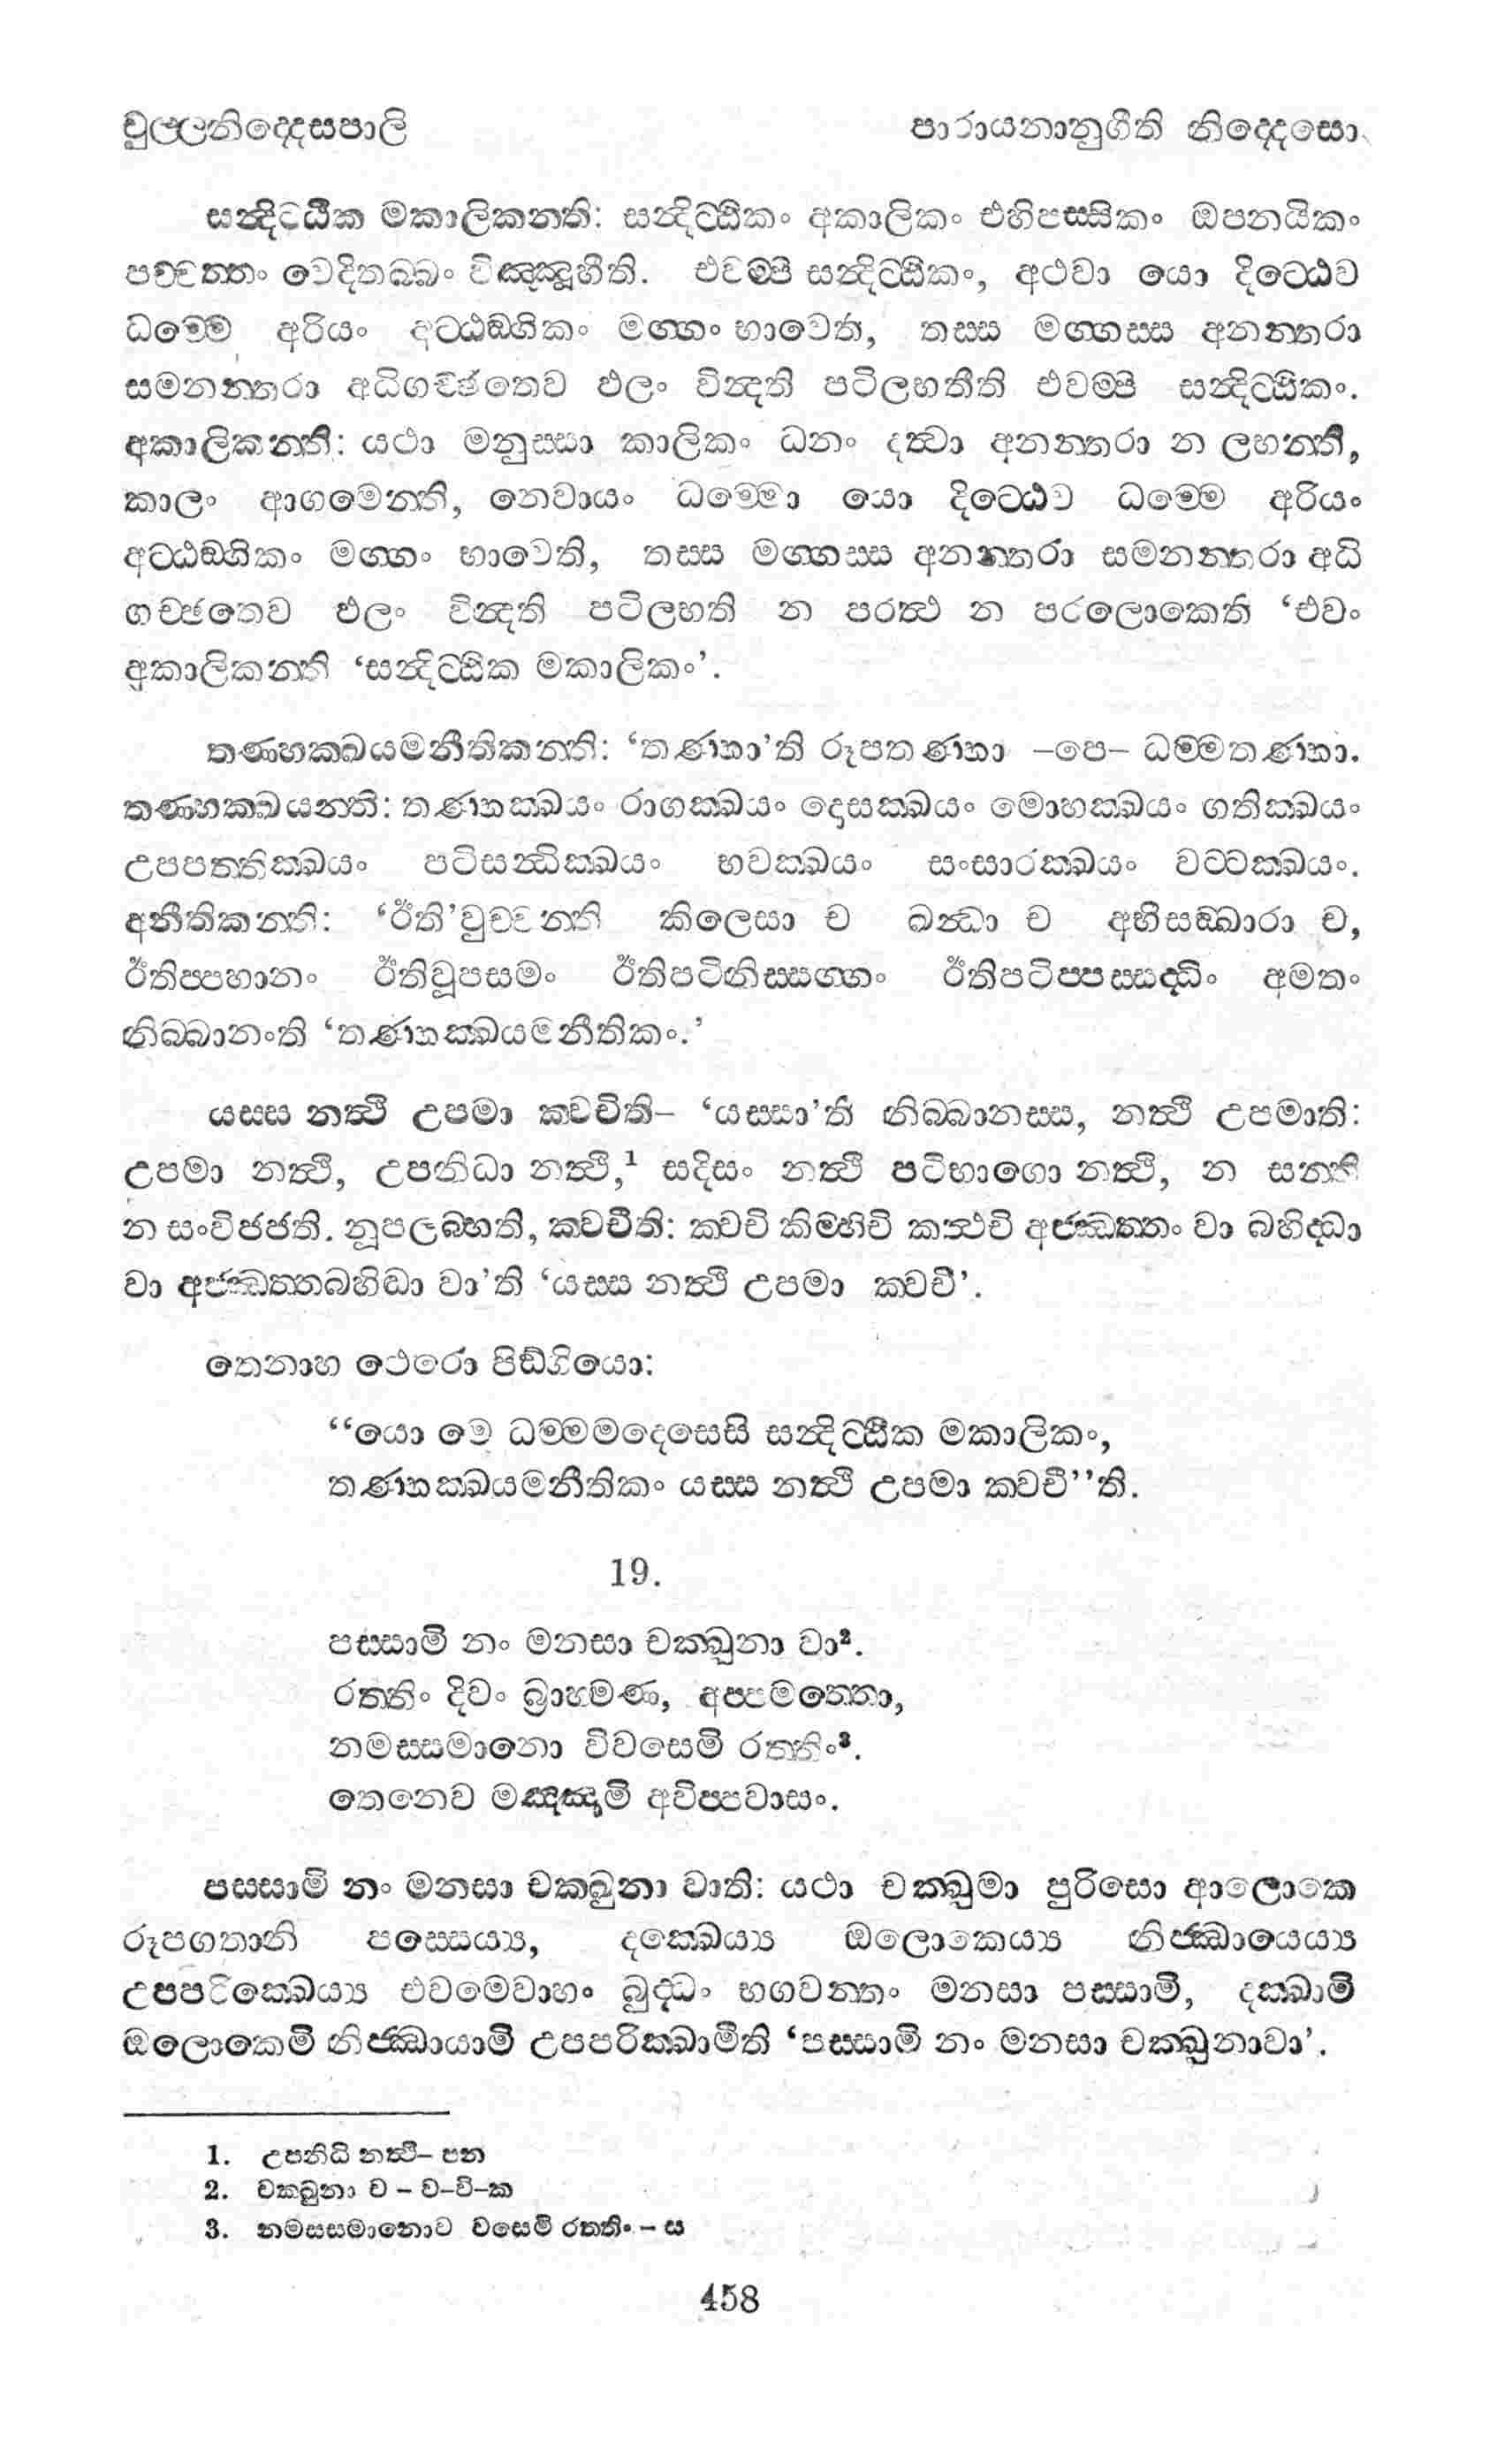 චුල්ලනිද්දෙසපාලි පාරායනානුගීති නිද්දෙසො
සන්දිට්ඨික මකාලිකනති: සන්දිට්ඨිකං අකාලිකං එහිපස්සිකං ඔපනයිකං
පච්චත්තං වෙදිතබ්බං විඤ්ඤූහීති. එවම්පි සන්දිට්ඨිකං, අථවා යො දිට්ඨෙව
ධම්මෙ අරියං අට්ඨඞ්ගිකං මග්ගං භාවෙති, තස්ස මග්ගස්ස අනන්තරා
සමනන්තරා අධිගච්ඡතෙව ඵලං වින්දති පටිලභතීති එවම්පි සන්දිට්ඨිකං.
අකාලිකන්ති: යථා මනුස්සා කාලිකං ධනං දත්වා අනන්තරා න ලභන්ති,
කාලං ආගමෙන්ති, නෙවායං ධම්මො යො දිට්ඨෙව ධම්මෙ අරියං
අට්ඨඞ්ගිකං මග්ගං භාවෙති, තස්ස මග්ගස්ස අනන්තරා සමනන්තරා අධි
ගච්ඡතෙව ඵලං වින්දති පටිලභති න පරත්ථ න පරලොකෙති ‘එවං
අකාලිකන්ති ‘සන්දිට්ඨික මකාලිකං’.
තණහක්ඛයමනීතිකන්ති: ‘තණ්හා’ති රූපතණ්හා –පෙ– ධම්මතණ්හා.
තණහක්ඛයන්ති: තණ්හක්ඛයං රාගක්ඛයං දොසක්ඛයං මොහක්ඛයං ගතික්ඛයං
උපපත්තික්ඛයං පටිසන්ධික්ඛයං භවක්ඛයං සංසාරක්ඛයං වට්ටක්ඛයං.
අනීතිකන්ති: ‘ඊති’වුච්චන්ති කිලෙසා ච ඛන්ධා ච අභිසඞ්ඛාරා ච,
ඊතිප්පහානං ඊතිවූපසමං ඊතිපටිනිස්සග්ගං ඊතිපටිප්පස්සද්ධිං අමතං
නිබ්බානංති ‘තණ්හක්ඛයමනීතිකං.’
යස්ස නත්ථි උපමා ක්වචිති– ‘යස්සා’ති නිබ්බානස්ස, නත්ථි උපමාති:
උපමා නත්ථි, උපනිධා නත්ථි,¹ සදිසං නත්ථි පටිභාගො නත්ථි, න සන්ති
න සංවිජ්ජති. නූපලබ්භති, ක්වචීති: ක්වචි කිම්හිචි කත්ථචි අජ්ඣත්තං වා බහිද්ධා
වා අජ්ඣත්තබහිඬා වා’ති ‘යස්ස නත්ථි උපමා ක්වචි’.
තෙනාහ ථෙරො පිඞ්ගියො:
“යො මෙ ධම්මමදෙසෙසි සන්දිට්ඨික මකාලිකං,
තණ්හක්ඛයමනීතිකං යස්ස නත්ථි උපමා ක්වචි”ති.
19.
පස්සාමි නං මනසා චක්ඛුනා වා².
රත්තිං දිවං බ්‍රාහමණ, අප්පමත්තො,
නමස්සමානො විවසෙමි රත්තිං³.
තෙනෙව මඤ්ඤාමි අවිප්පවාසං.
පස්සාමි නං මනසා චක්ඛුනා වාති: යථා චක්ඛුමා පුරිසො ආලොකෙ
රූපගතානි පස්සෙය්‍ය, දක්ඛෙය්‍ය ඔලොකෙය්‍ය නිජ්ඣායෙය්‍ය
උපපරික්ඛෙය්‍ය එවමෙවාහං බුද්ධං භගවන්තං මනසා පස්සාමි, දක්ඛාමි
ඔලොකෙමි නිජ්ඣායාමි උපපරික්ඛාමීති ‘පස්සාමි නං මනසා චක්ඛුනාවා’.
1. උපනිධි නත්ථි– පන
2. චක්ඛුනා ච – ව–වි–ක
3. නමස්සමානොව වසෙමි රත්තිං – ස
458